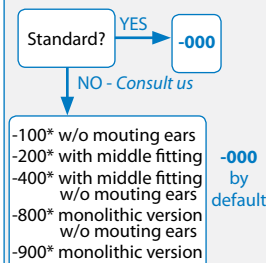 Standard?
YES
-000
NO - Consult us
-100* w/o mouting ears
-200* with middle fitting
-400* with middle fitting
w/o mouting ears
-800* monolithic version
w/o mouting ears
-900* monolithic version
-000
by
default